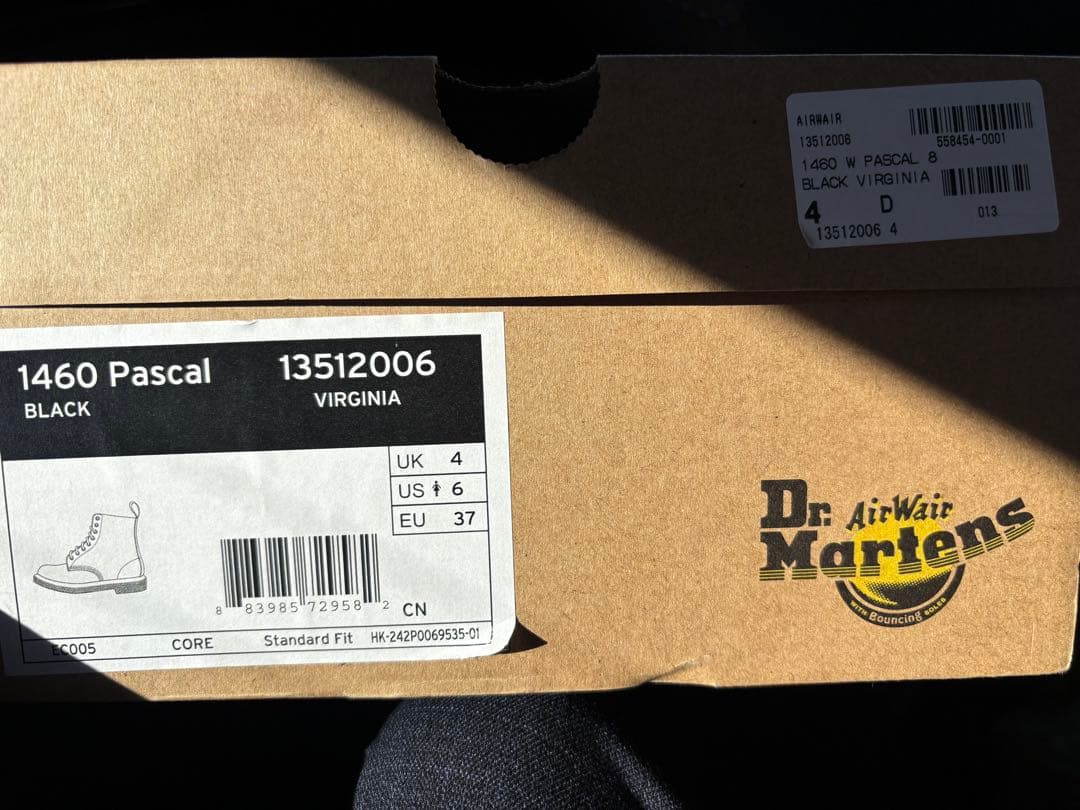 AIRWAIR
13512006
558454-0001
1460 W PASCAL 8
BLACK VIRGINIA
4 D
013
13512006 4
1460 Pascal 13512006
BLACK VIRGINIA
UK 4
US 6
EU 37
8 83985 72958 2 CN
EC005 CORE Standard Fit HK-242P0069535-01
Dr. Martens
AirWair
WITH Bouncing SOLES